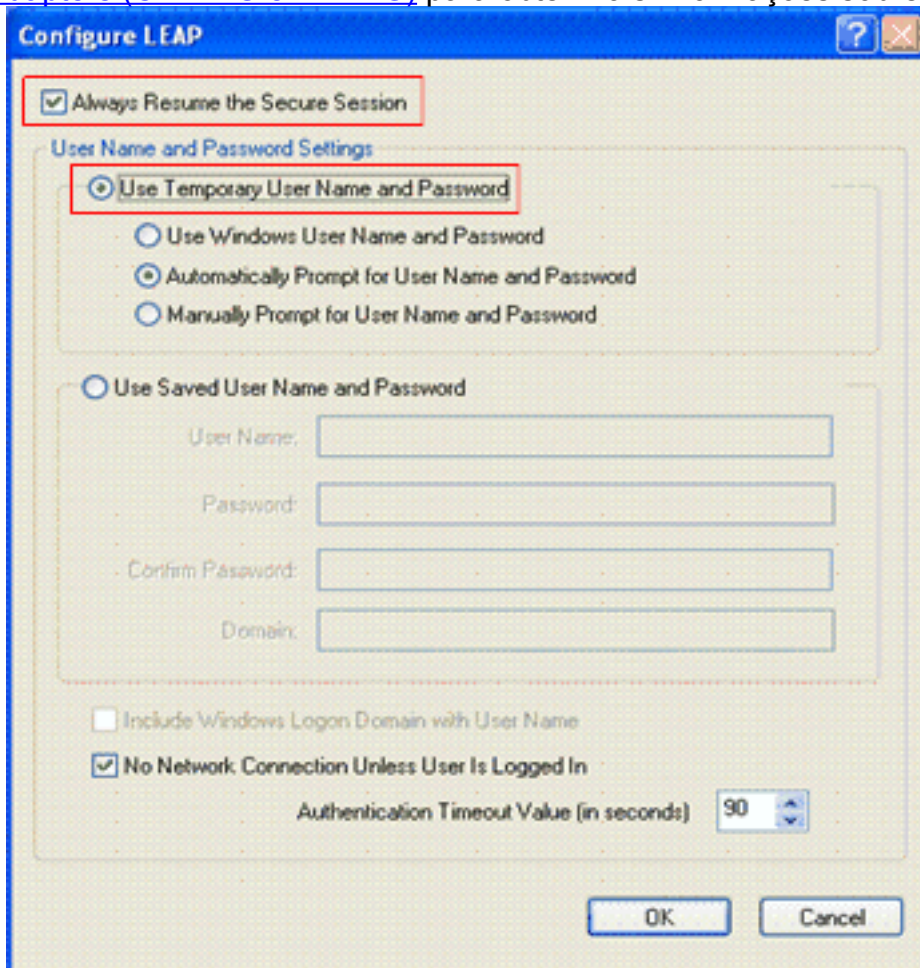 Configure LEAP
Always Resume the Secure Session
User Name and Password Settings
Use Temporary User Name and Password
Use Windows User Name and Password
Automatically Prompt for User Name and Password
Manually Prompt for User Name and Password
Use Saved User Name and Password
User Name:
Password:
Confirm Password:
Domain:
Include Windows Logon Domain with User Name
No Network Connection Unless User Is Logged In
Authentication Timeout Value (in seconds) 90
OK Cancel